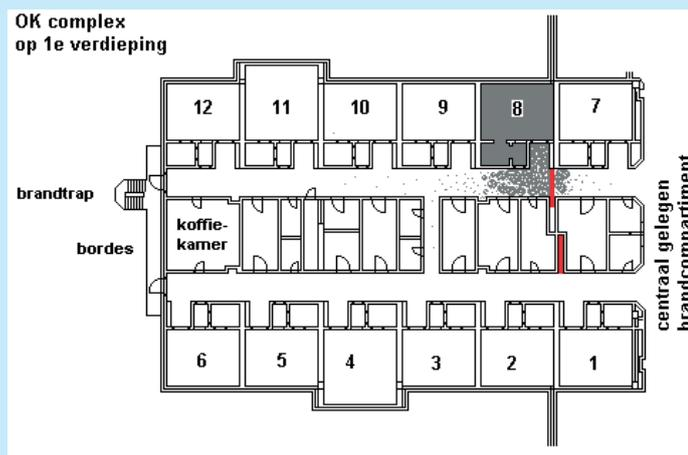 OK complex
op 1e verdieping
12
11
10
9
8
7
brandtrap
koffie-
kamer
bordes
centraal gelegen
brandcompartiment
6
5
4
3
2
1